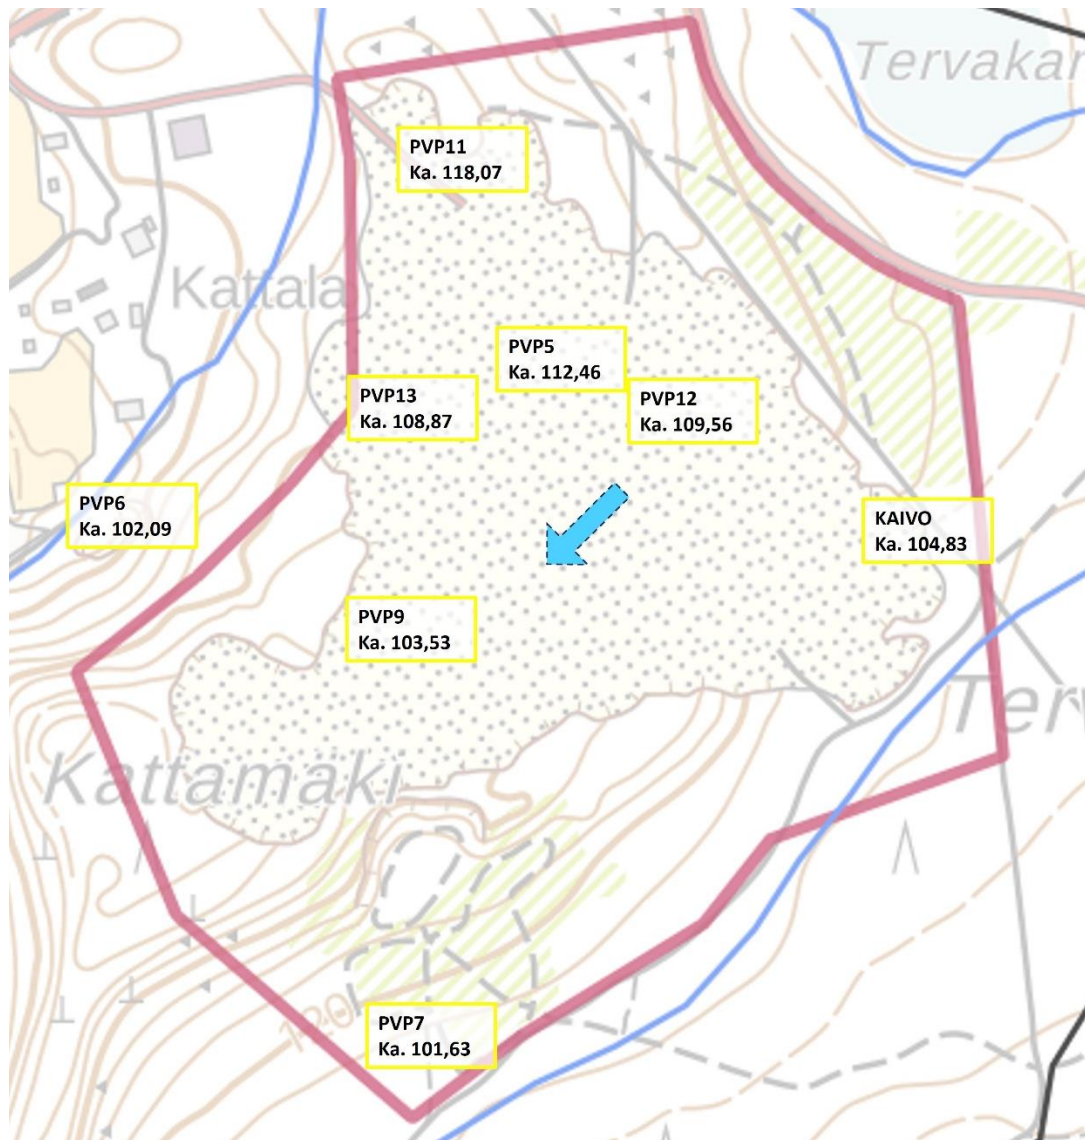 Tervakar
PVP11
Ka. 118,07
Kattala
PVP5
Ka. 112,46
PVP13
Ka. 108,87
PVP12
Ka. 109,56
PVP6
Ka. 102,09
KAIVO
Ka. 104,83
PVP9
Ka. 103,53
Terv
Kattamäki
120
PVP7
Ka. 101,63